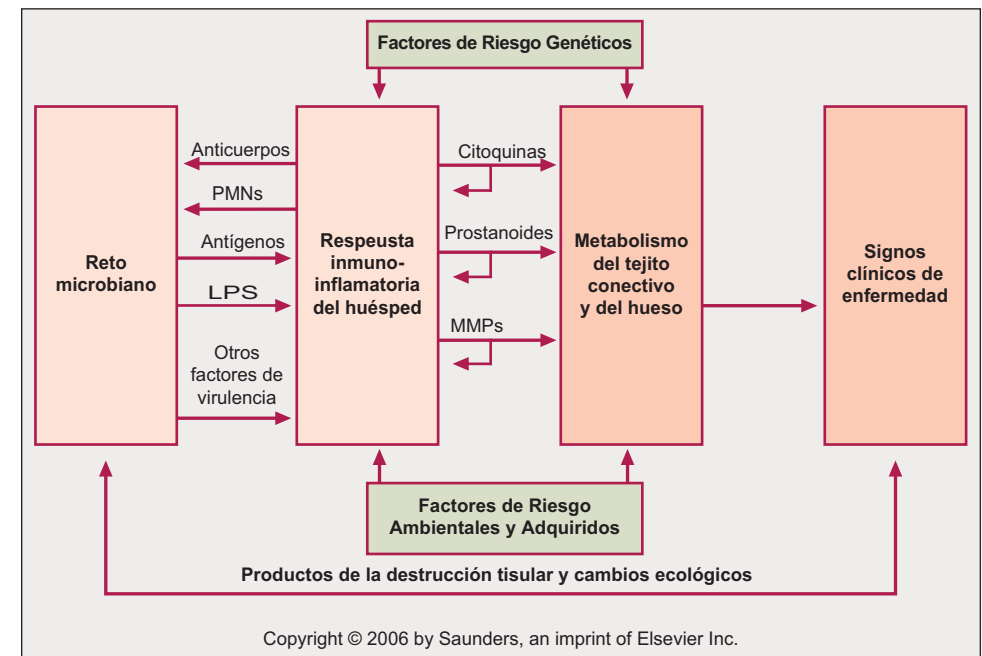 Factores de Riesgo Genéticos
Reto
microbiano
Anticuerpos
PMNs
Antígenos
LPS
Otros
factores de
virulencia
Respeusta
inmuno-
inflamatoria
del huésped
Citoquinas
Prostanoides
MMPs
Metabolismo
del tejito
conectivo
y del hueso
Signos
clínicos de
enfermedad
Factores de Riesgo
Ambientales y Adquiridos
Productos de la destrucción tisular y cambios ecológicos
Copyright © 2006 by Saunders, an imprint of Elsevier Inc.